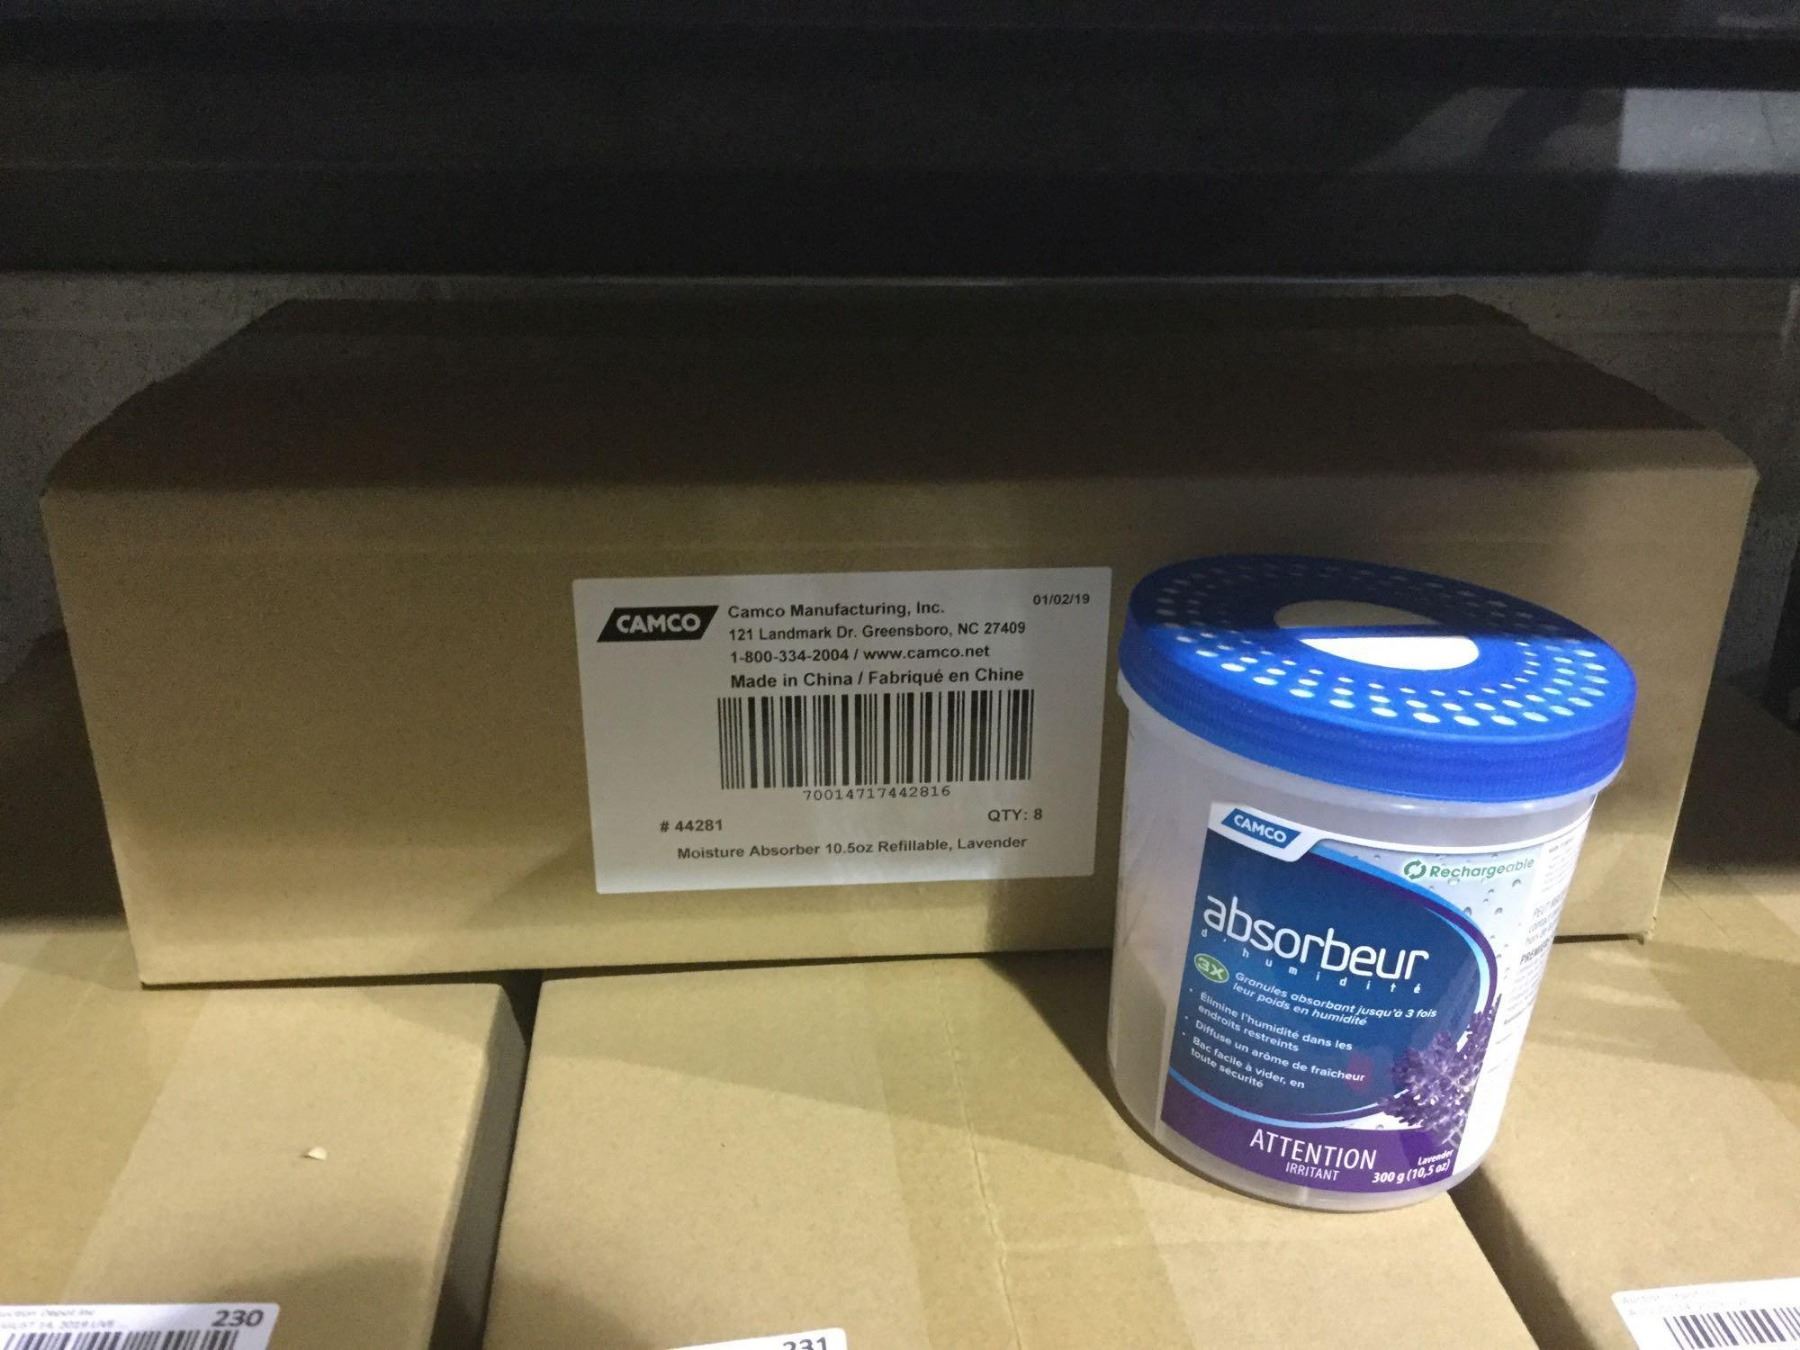 CAMCO
Camco Manufacturing, Inc.
01/02/19
121 Landmark Dr. Greensboro, NC 27409
1-800-334-2004 / www.camco.net
Made in China / Fabriqué en Chine
70014717442816
# 44281
QTY: 8
Moisture Absorber 10.5oz Refillable, Lavender
CAMCO
Rechargeable
absorbeur
d'humidité
3X
Granules absorbant jusqu'à 3 fois
leur poids en humidité
• Élimine l'humidité dans les
endroits restreints
• Diffuse un arôme de fraîcheur
• Bac facile à vider, en
toute sécurité
ATTENTION
IRRITANT
Lavender
300 g (10,5 oz)
230
231